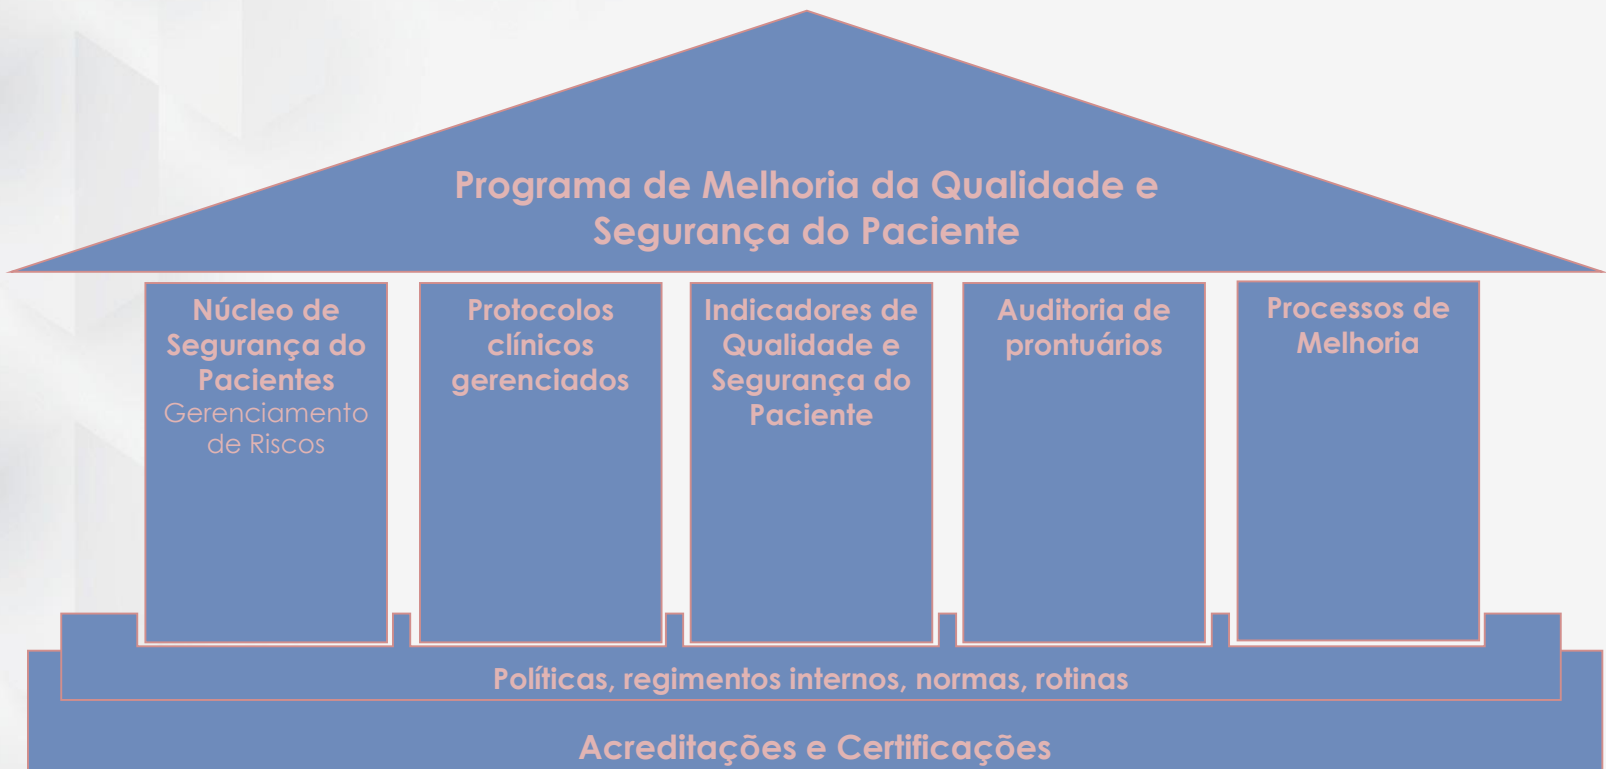 Programa de Melhoria da Qualidade e
Segurança do Paciente
Núcleo de
Segurança do
Pacientes
Gerenciamento
de Riscos
Protocolos
clínicos
gerenciados
Indicadores de
Qualidade e
Segurança do
Paciente
Auditoria de
prontuários
Processos de
Melhoria
Políticas, regimentos internos, normas, rotinas
Acreditações e Certificações